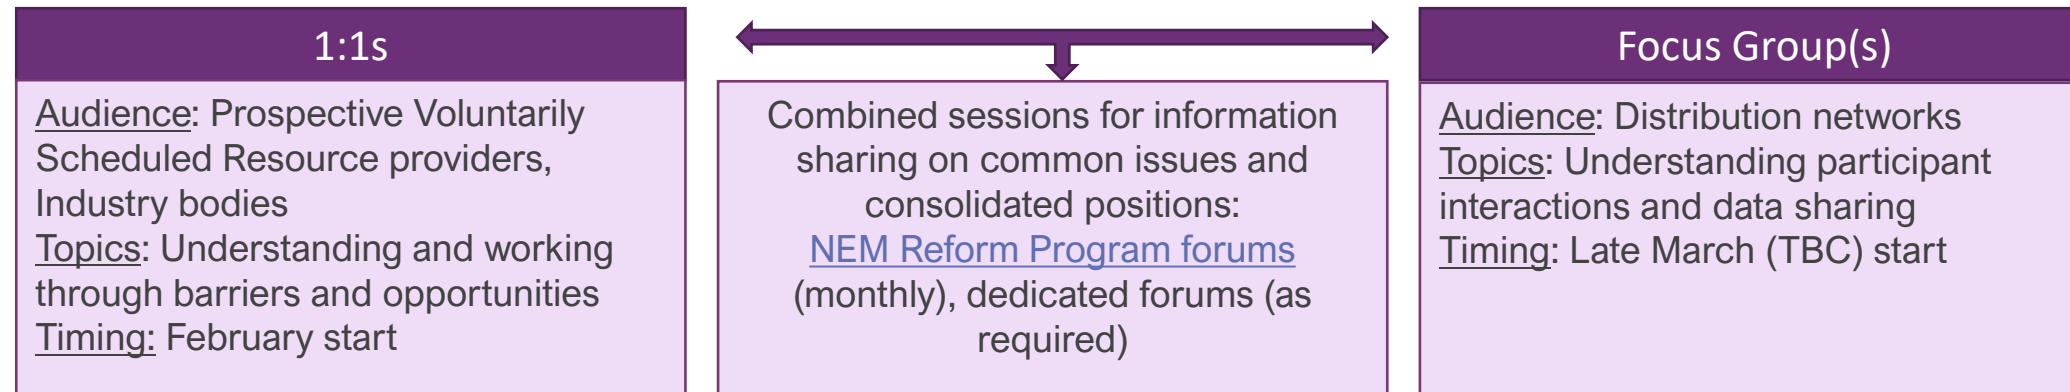 1:1s
Audience: Prospective Voluntarily
Scheduled Resource providers,
Industry bodies
Topics: Understanding and working
through barriers and opportunities
Timing: February start
Combined sessions for information
sharing on common issues and
consolidated positions:
NEM Reform Program forums
(monthly), dedicated forums (as
required)
Focus Group(s)
Audience: Distribution networks
Topics: Understanding participant
interactions and data sharing
Timing: Late March (TBC) start